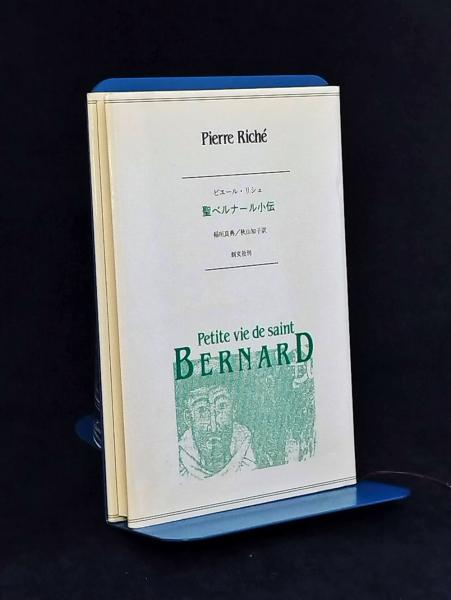 Pierre Riché
ピエール・リシェ
聖ベルナール小伝
稲垣良典／秋山知子訳
創文社刊
Petite vie de saint
BERNARD